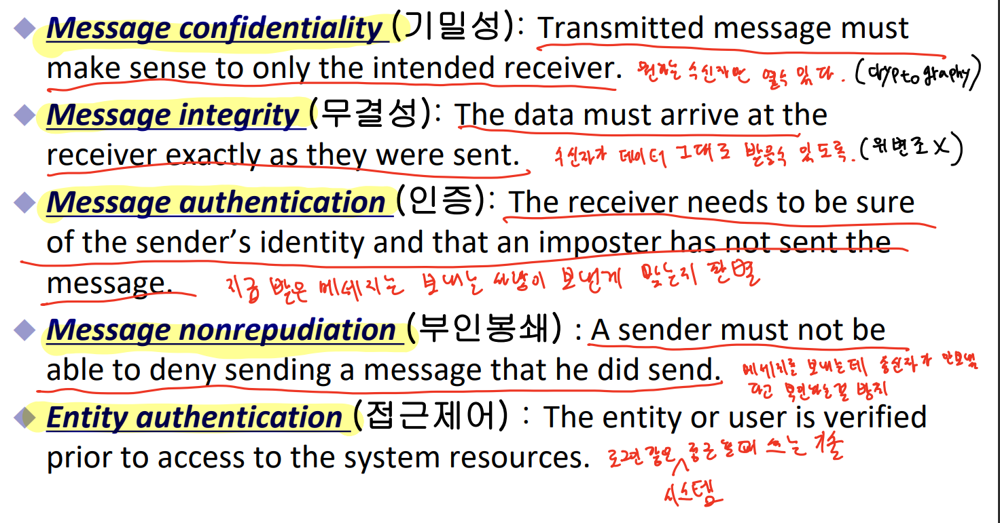 ◆ Message confidentiality (기밀성): Transmitted message must
make sense to only the intended receiver. 원하는 수신자만 열수 있다. (cryptography)
◆ Message integrity (무결성): The data must arrive at the
receiver exactly as they were sent. 수신자가 데이터 그대로 받을수 있도록. (위변조 X)
◆ Message authentication (인증): The receiver needs to be sure
of the sender's identity and that an imposter has not sent the
message. 지금 받은 메세지는 보내는 사람이 보낸게 맞는지 판별
◆ Message nonrepudiation (부인봉쇄) : A sender must not be
able to deny sending a message that he did send. 메세지를 보내는데 송신자가 안보냈
다고 부인하는걸 방지
◆ Entity authentication (접근제어) : The entity or user is verified
prior to access to the system resources. 로그인 같은 접근할때 쓰는 기술
시스템